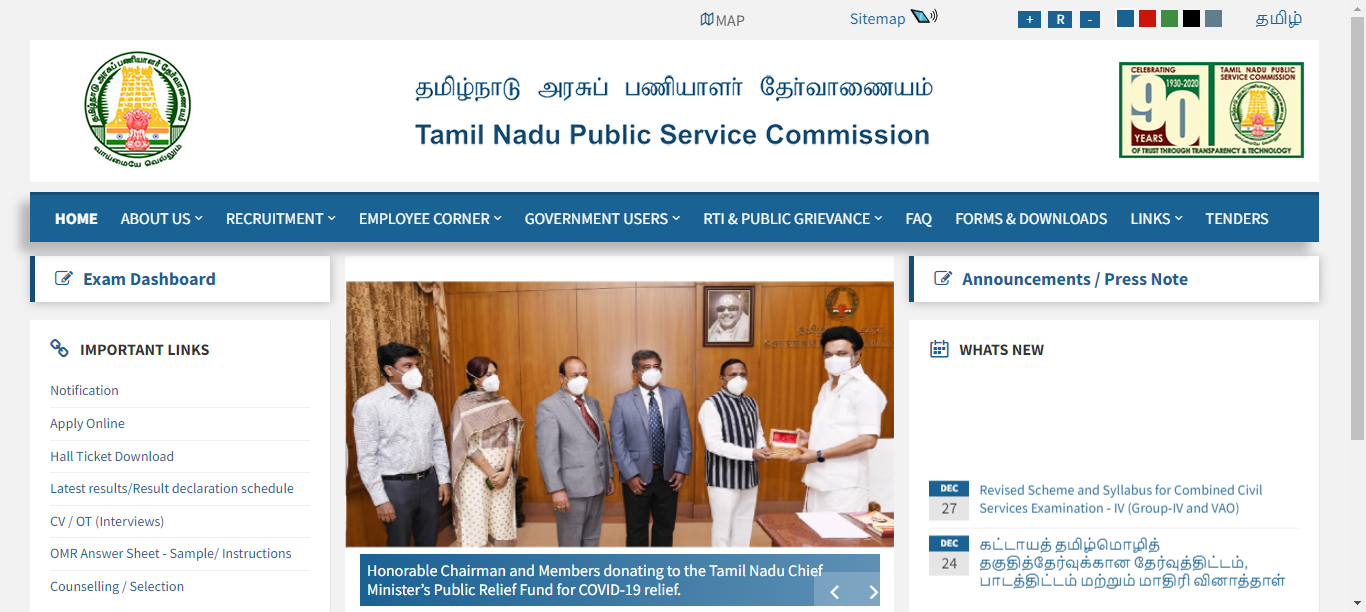 MAP
Sitemap
+ R -
தமிழ்
தமிழ்நாடு அரசுப் பணியாளர் தேர்வாணையம்
Tamil Nadu Public Service Commission
தமிழ்நாடு அரசுப் பணியாளர் தேர்வாணையம்
வாய்மையே வெல்லும்
CELEBRATING
90
1930-2020
YEARS
TAMIL NADU PUBLIC
SERVICE COMMISSION
OF TRUST THROUGH TRANSPARENCY & TECHNOLOGY
HOME ABOUT US RECRUITMENT EMPLOYEE CORNER GOVERNMENT USERS RTI & PUBLIC GRIEVANCE FAQ FORMS & DOWNLOADS LINKS TENDERS
Exam Dashboard
IMPORTANT LINKS
Notification
Apply Online
Hall Ticket Download
Latest results/Result declaration schedule
CV / OT (Interviews)
OMR Answer Sheet - Sample/ Instructions
Counselling / Selection
Honorable Chairman and Members donating to the Tamil Nadu Chief
Minister's Public Relief Fund for COVID-19 relief.
Announcements / Press Note
WHATS NEW
DEC
27
Revised Scheme and Syllabus for Combined Civil
Services Examination - IV (Group-IV and VAO)
DEC
24
கட்டாயத் தமிழ்மொழித்
தகுதித்தேர்வுக்கான தேர்வுத்திட்டம்,
பாடத்திட்டம் மற்றும் மாதிரி வினாத்தாள்